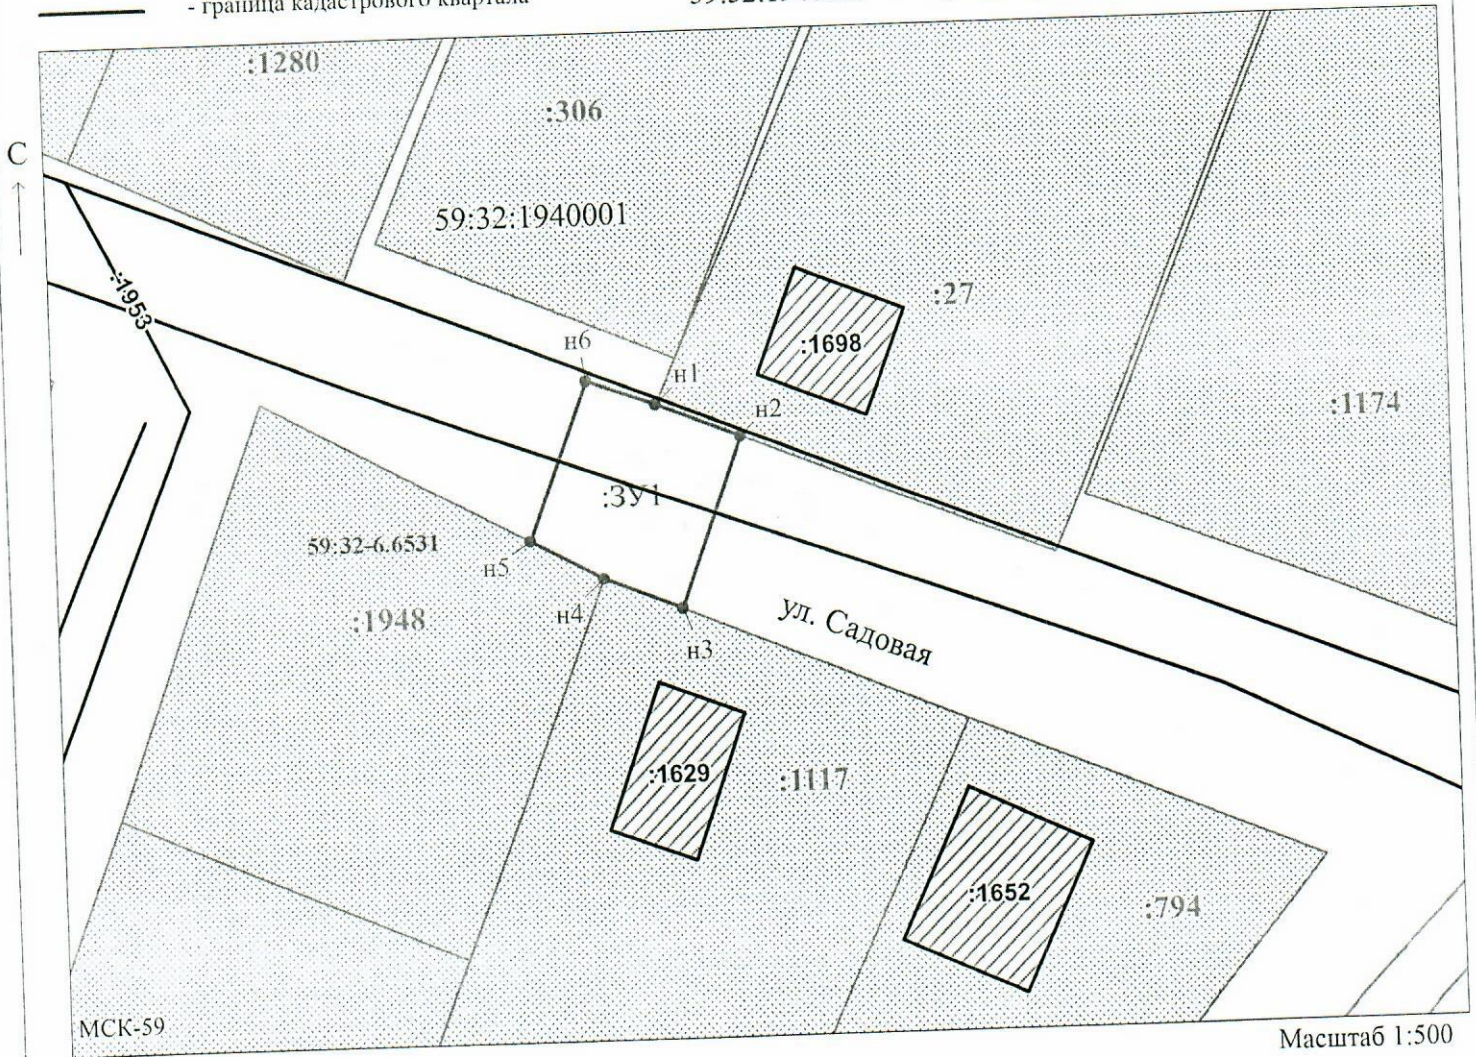 - граница кадастрового квартала
:1280
:306
С
59:32:1940001
:1953
:27
:1698
н6
н1
н2
:1174
:ЗУ1
59:32-6.6531
н5
н4
:1948
ул. Садовая
н3
:1629
:1117
:1652
:794
МСК-59
Масштаб 1:500